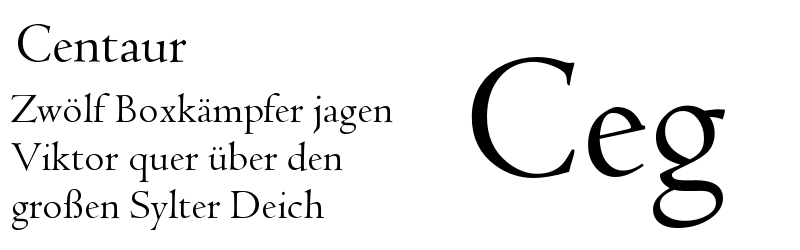 Centaur
Zwölf Boxkämpfer jagen
Viktor quer über den
großen Sylter Deich
Ceg